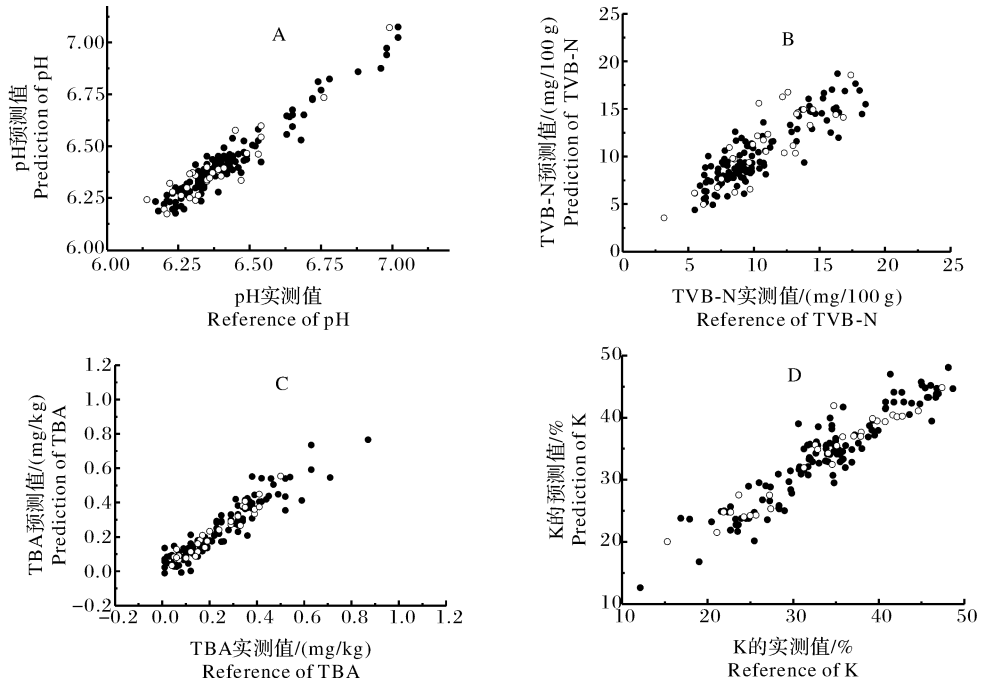 A
7.00
6.75
6.50
6.25
6.00
6.00 6.25 6.50 6.75 7.00
pH预测值
Prediction of pH
pH实测值
Reference of pH
B
25
20
15
10
5
0
0 5 10 15 20 25
TVB-N预测值/(mg/100 g)
Prediction of TVB-N
TVB-N实测值/(mg/100 g)
Reference of TVB-N
C
1.2
1.0
0.8
0.6
0.4
0.2
0.0
-0.2
-0.2 0.0 0.2 0.4 0.6 0.8 1.0 1.2
TBA预测值/(mg/kg)
Prediction of TBA
TBA实测值/(mg/kg)
Reference of TBA
D
50
40
30
20
10
10 20 30 40 50
K的预测值/%
Prediction of K
K的实测值/%
Reference of K